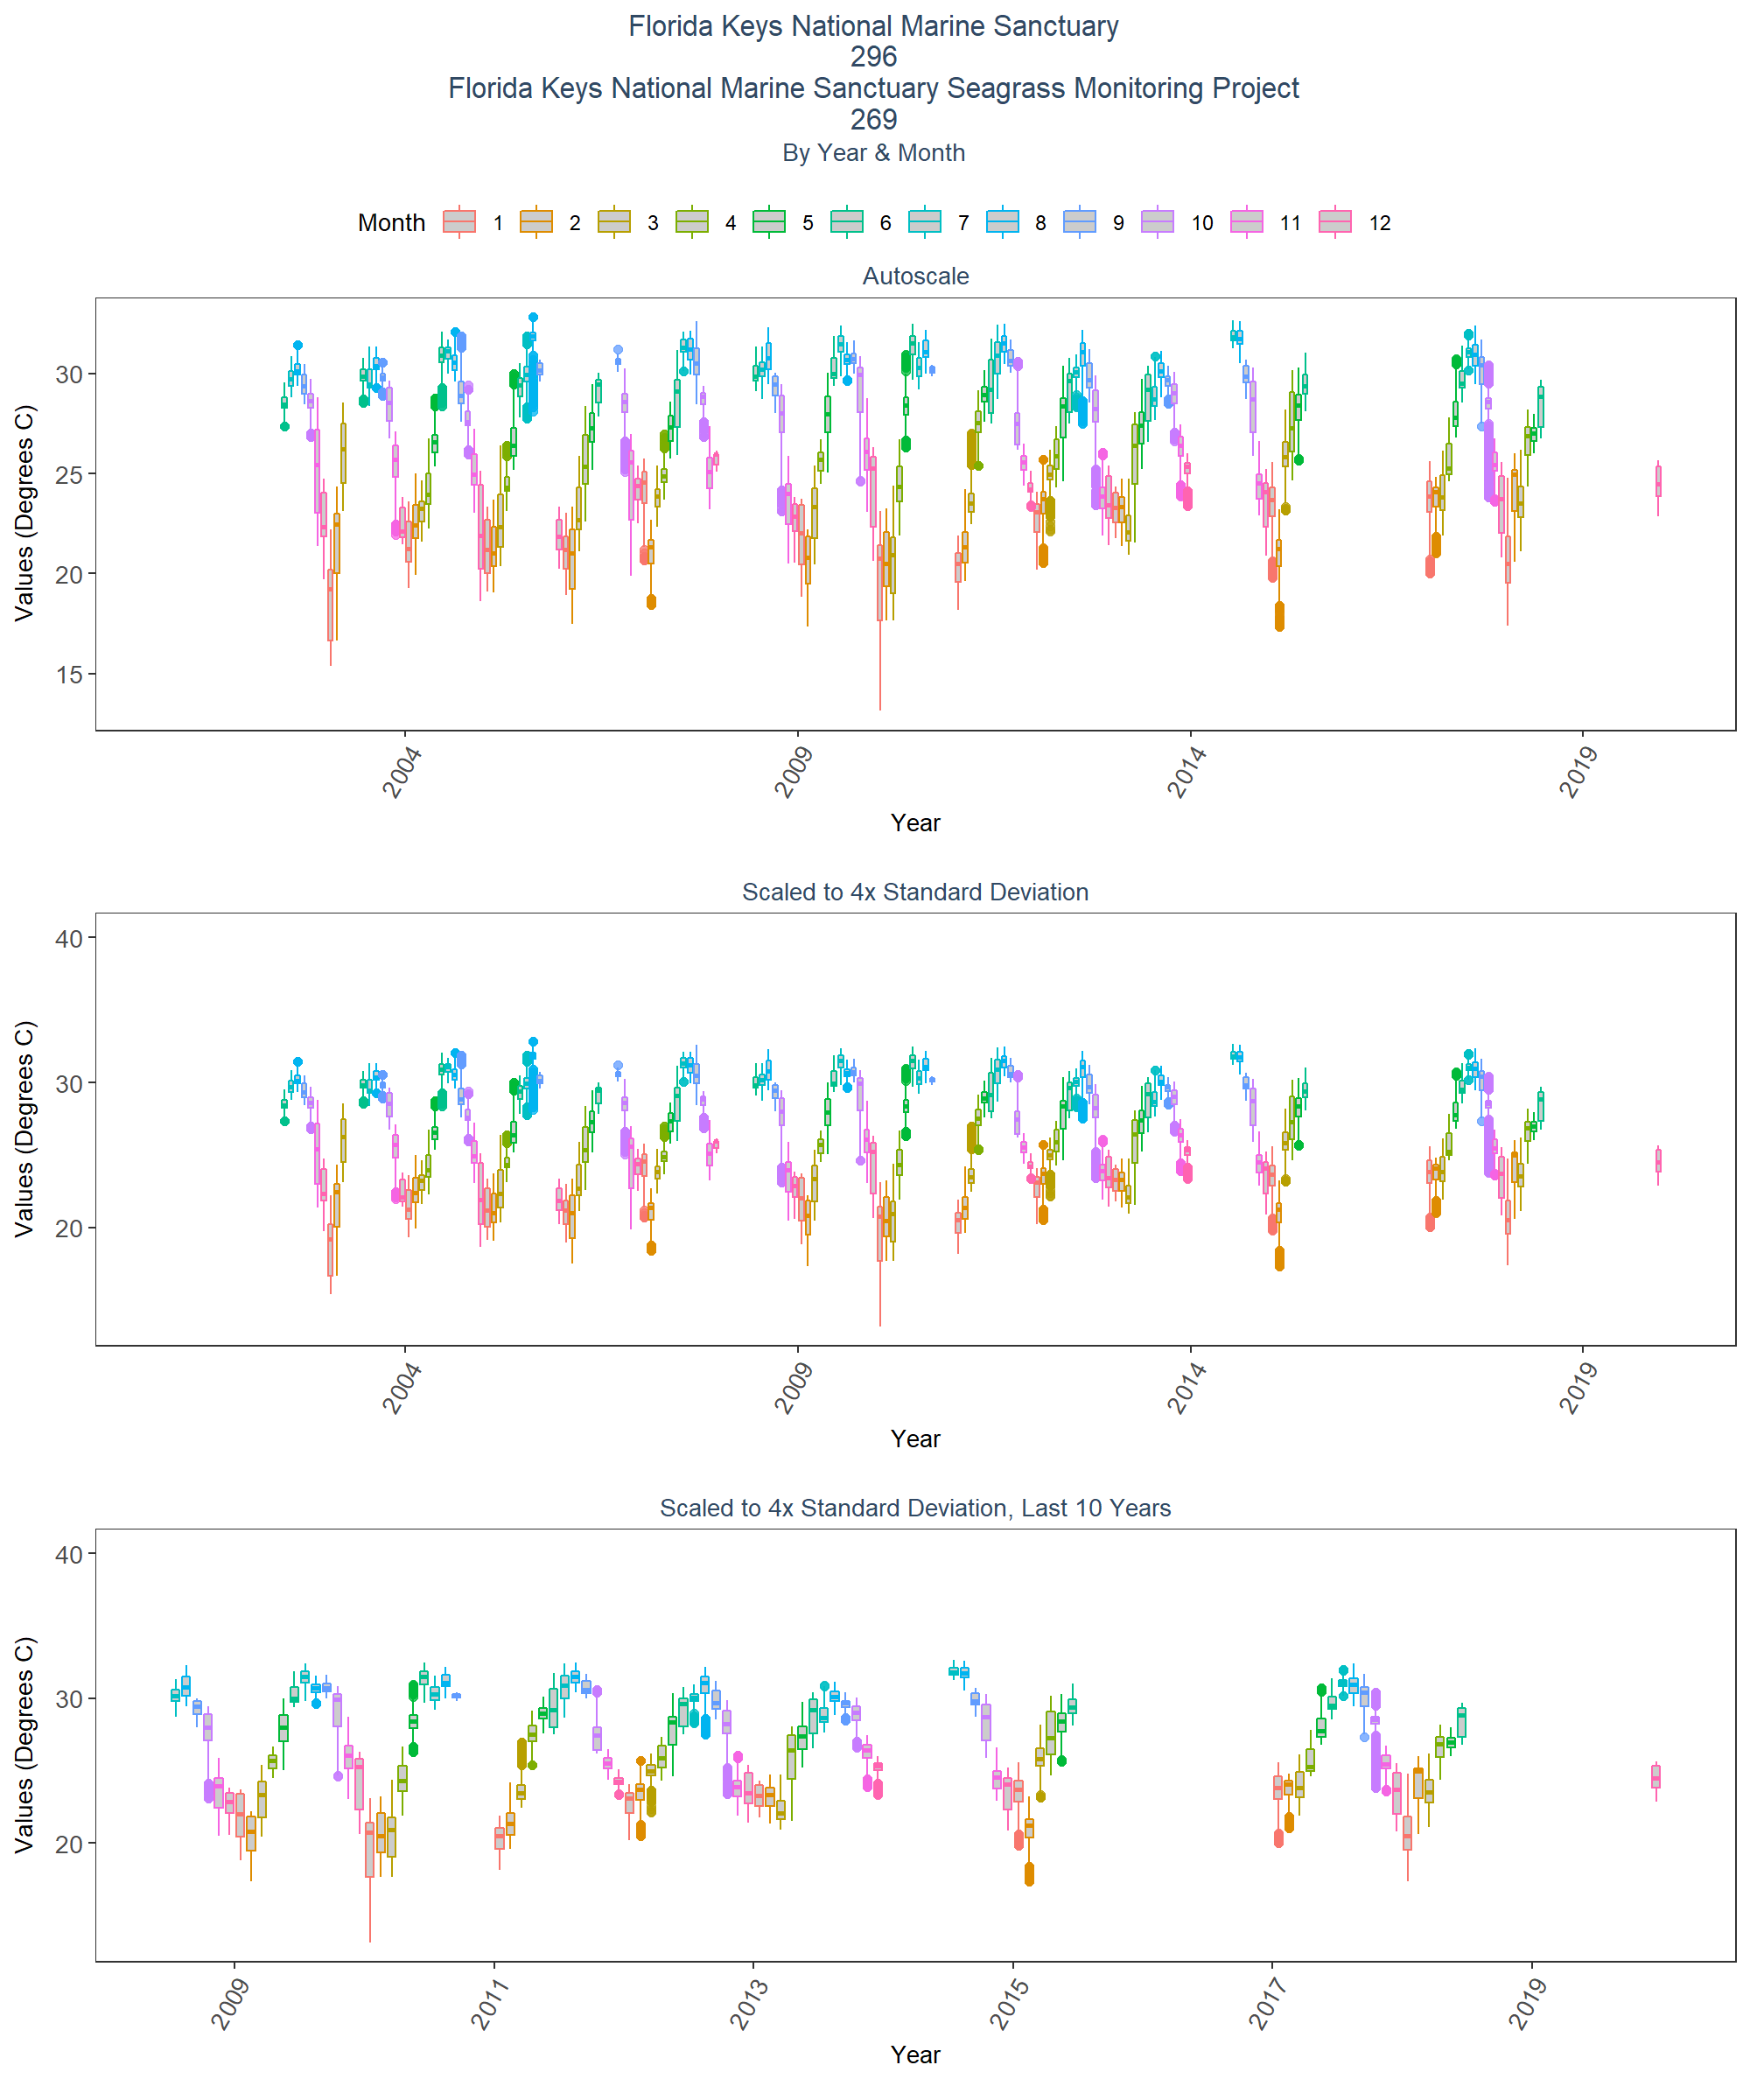 Florida Keys National Marine Sanctuary
296
Florida Keys National Marine Sanctuary Seagrass Monitoring Project
269
By Year & Month
Month 1 2 3 4 5 6 7 8 9 10 11 12
Autoscale
Values (Degrees C)
30
25
20
15
2004 2009 2014 2019
Year
Scaled to 4x Standard Deviation
Values (Degrees C)
40
30
20
2004 2009 2014 2019
Year
Scaled to 4x Standard Deviation, Last 10 Years
Values (Degrees C)
40
30
20
2009 2011 2013 2015 2017 2019
Year